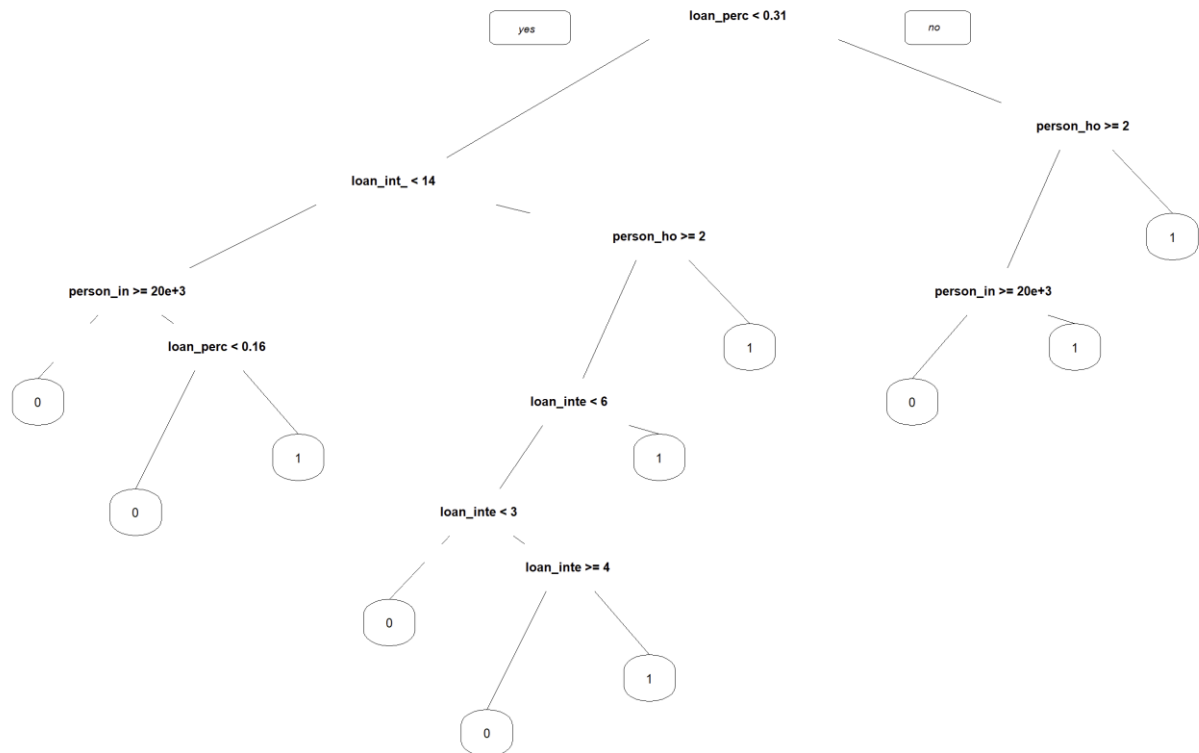 loan_perc < 0.31
yes
no
person_ho >= 2
loan_int_ < 14
person_ho >= 2
1
person_in >= 20e+3
person_in >= 20e+3
loan_perc < 0.16
1
1
0
loan_inte < 6
0
1
1
0
loan_inte < 3
loan_inte >= 4
0
1
0